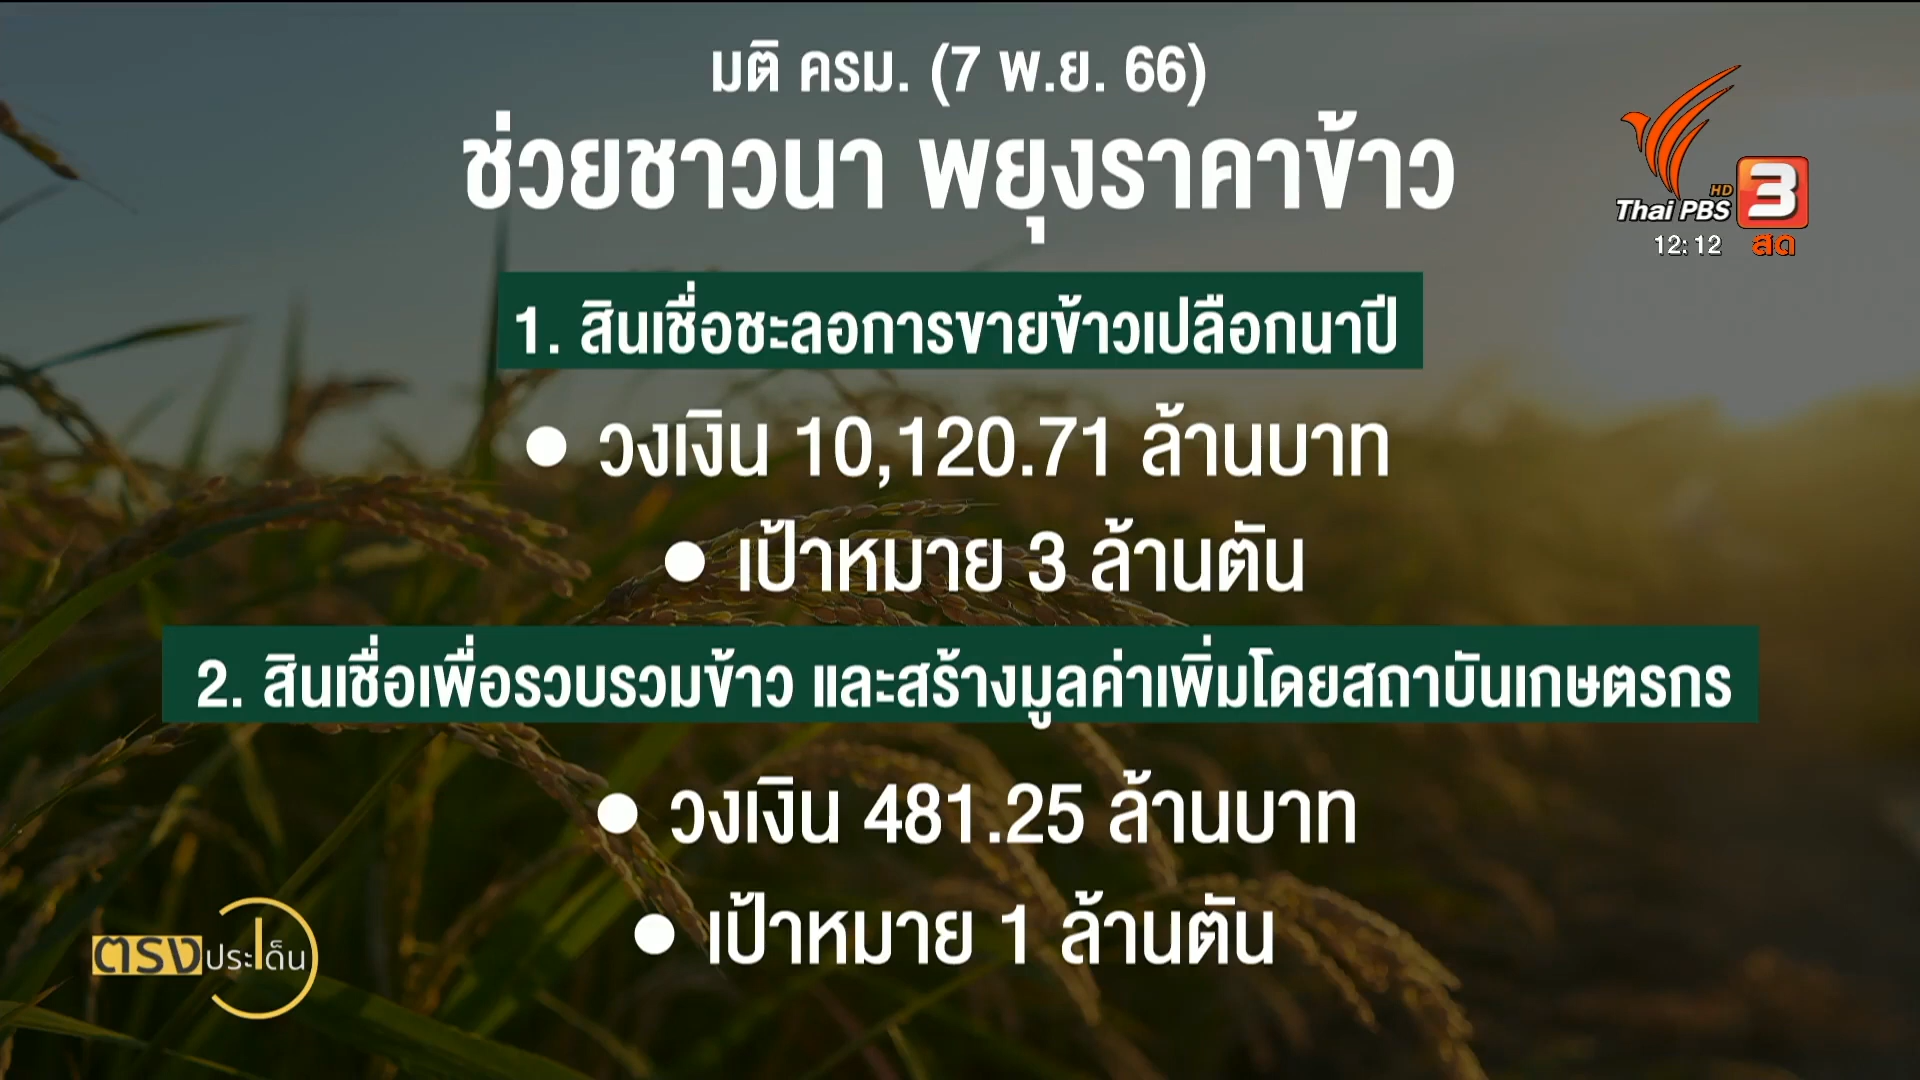 มติ ครม. (7 พ.ย. 66)
ช่วยชาวนา พยุงราคาข้าว
HD
Thai PBS 3
12:12 สด
1. สินเชื่อชะลอการขายข้าวเปลือกนาปี
● วงเงิน 10,120.71 ล้านบาท
● เป้าหมาย 3 ล้านตัน
2. สินเชื่อเพื่อรวบรวมข้าว และสร้างมูลค่าเพิ่มโดยสถาบันเกษตรกร
● วงเงิน 481.25 ล้านบาท
● เป้าหมาย 1 ล้านตัน
ตรงประเด็น